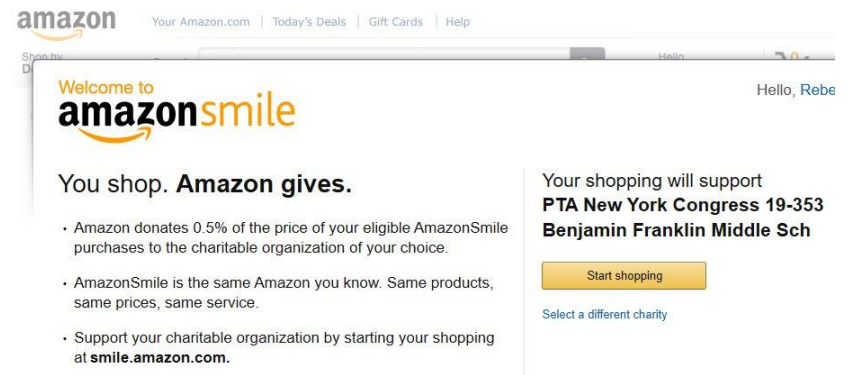 amazon
Your Amazon.com | Today's Deals | Gift Cards | Help
Shop by
Hello
0
Welcome to
amazonsmile
Hello, Rebe
You shop. Amazon gives.
Your shopping will support
PTA New York Congress 19-353
Benjamin Franklin Middle Sch
· Amazon donates 0.5% of the price of your eligible AmazonSmile
purchases to the charitable organization of your choice.
Start shopping
· AmazonSmile is the same Amazon you know. Same products,
same prices, same service.
Select a different charity
· Support your charitable organization by starting your shopping
at smile.amazon.com.